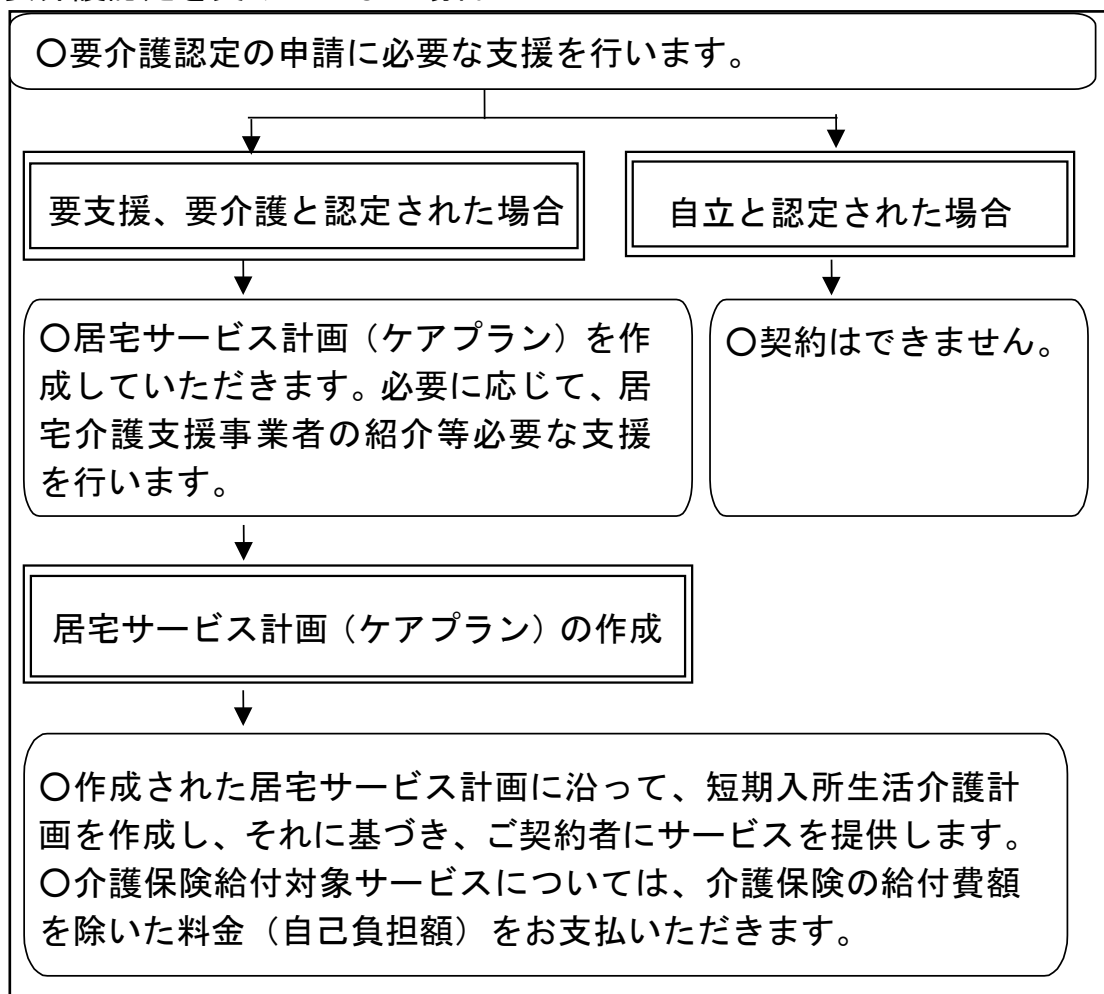 〇要介護認定の申請に必要な支援を行います。
要支援、要介護と認定された場合
自立と認定された場合
〇居宅サービス計画（ケアプラン）を作
成していただきます。必要に応じて、居
宅介護支援事業者の紹介等必要な支援
を行います。
〇契約はできません。
居宅サービス計画（ケアプラン）の作成
〇作成された居宅サービス計画に沿って、短期入所生活介護計
画を作成し、それに基づき、ご契約者にサービスを提供します。
〇介護保険給付対象サービスについては、介護保険の給付費額
を除いた料金（自己負担額）をお支払いただきます。